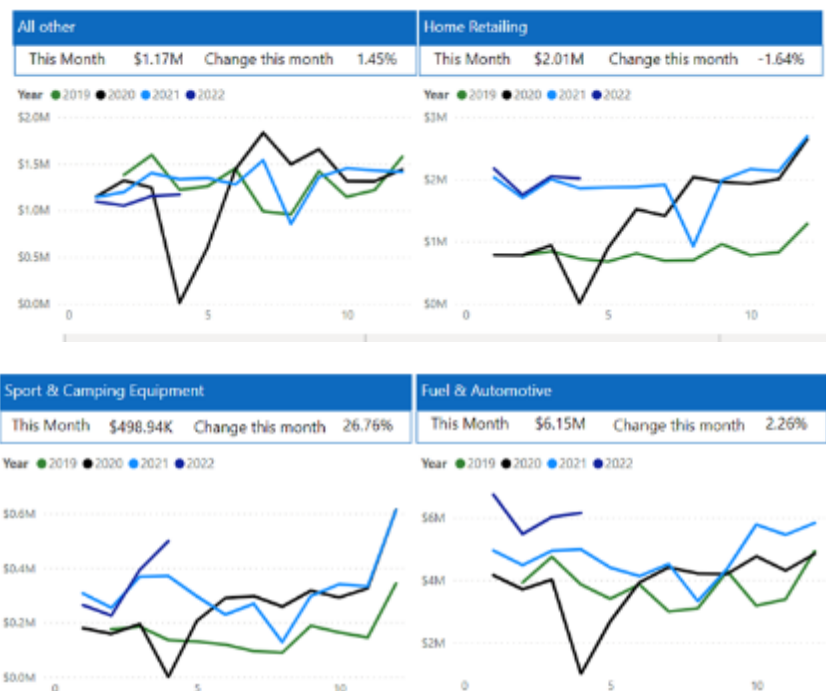 All other
This Month $1.17M Change this month 1.45%
Year 2019 2020 2021 2022
$2.0M
$1.5M
$1.0M
$0.5M
$0.0M
0 5 10
Home Retailing
This Month $2.01M Change this month -1.64%
Year 2019 2020 2021 2022
$3M
$2M
$1M
$0M
0 5 10
Sport & Camping Equipment
This Month $498.94K Change this month 26.76%
Year 2019 2020 2021 2022
$0.6M
$0.4M
$0.2M
$0.0M
0 5 10
Fuel & Automotive
This Month $6.15M Change this month 2.26%
Year 2019 2020 2021 2022
$6M
$4M
$2M
0 5 10